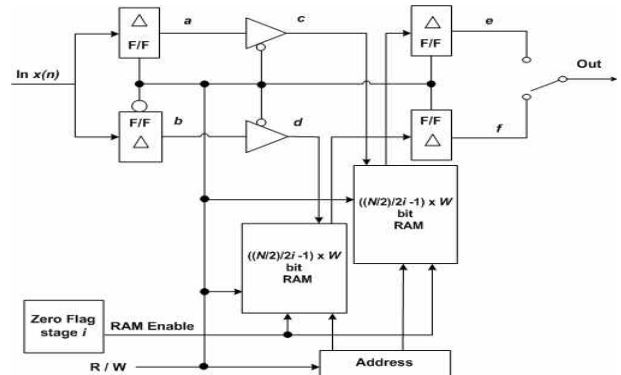 △
F/F
a
c
△
F/F
e
In x(n)
Out
F/F
△
b
d
F/F
△
f
((N/2)/2i -1) x W
bit
RAM
((N/2)/2i -1) x W
bit
RAM
Zero Flag
stage i
RAM Enable
R / W
Address